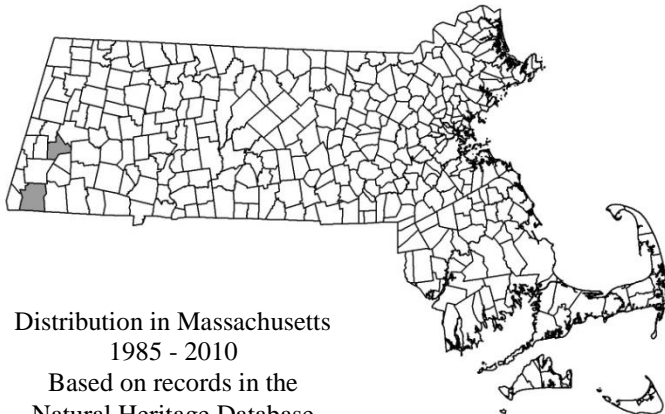 Distribution in Massachusetts
1985 - 2010
Based on records in the
Natural Heritage Database